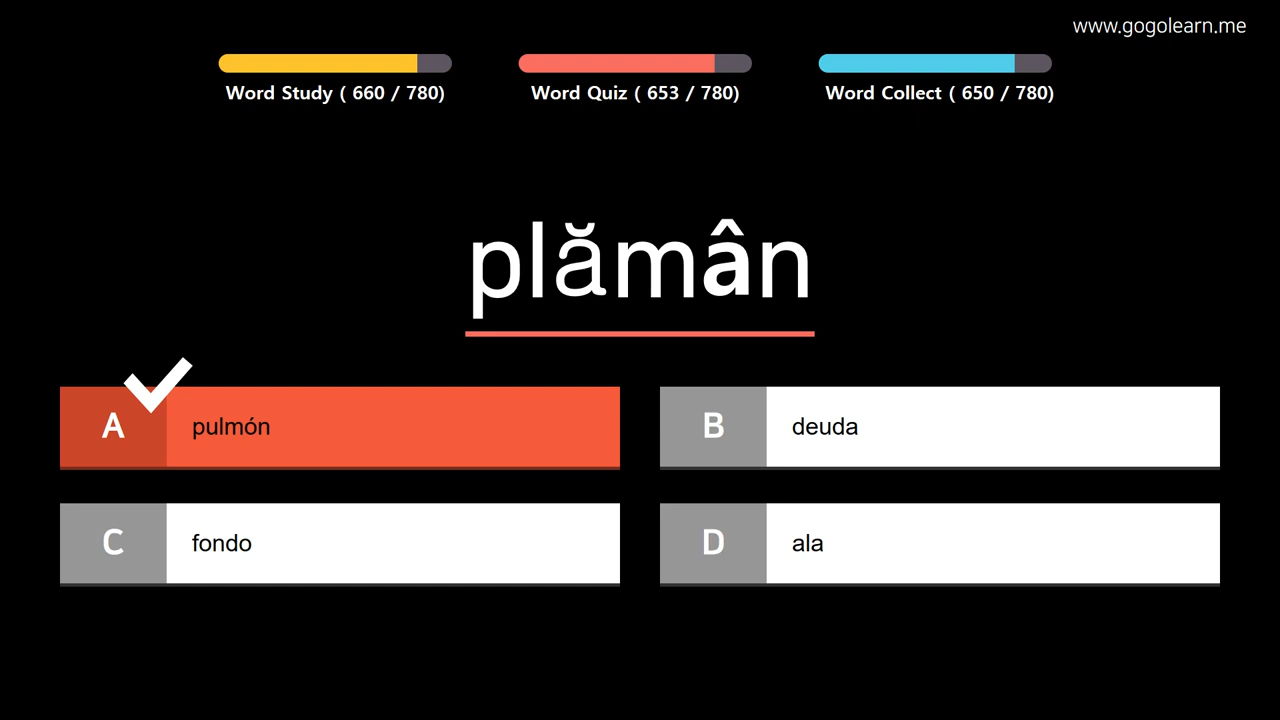 www.gogolearn.me
Word Study ( 660 / 780)
Word Quiz ( 653 / 780)
Word Collect ( 650 / 780)
plămân
A pulmón
B deuda
C fondo
D ala